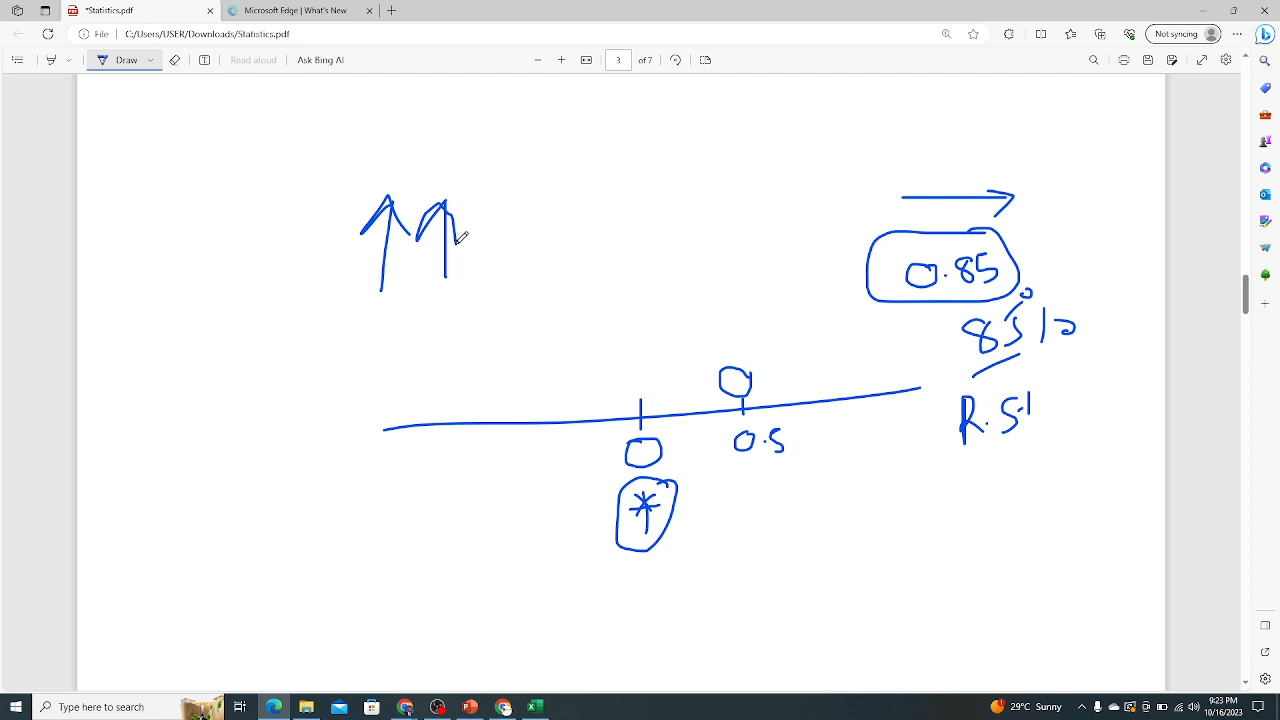 *Statistics.pdf
Microsoft Edge | What's New
File C:/Users/USER/Downloads/Statistics.pdf
Not syncing
Draw Read aloud Ask Bing AI 3 of 7
0.85
0.5
0
Type here to search
29°C Sunny
9:23 PM
10/16/2023